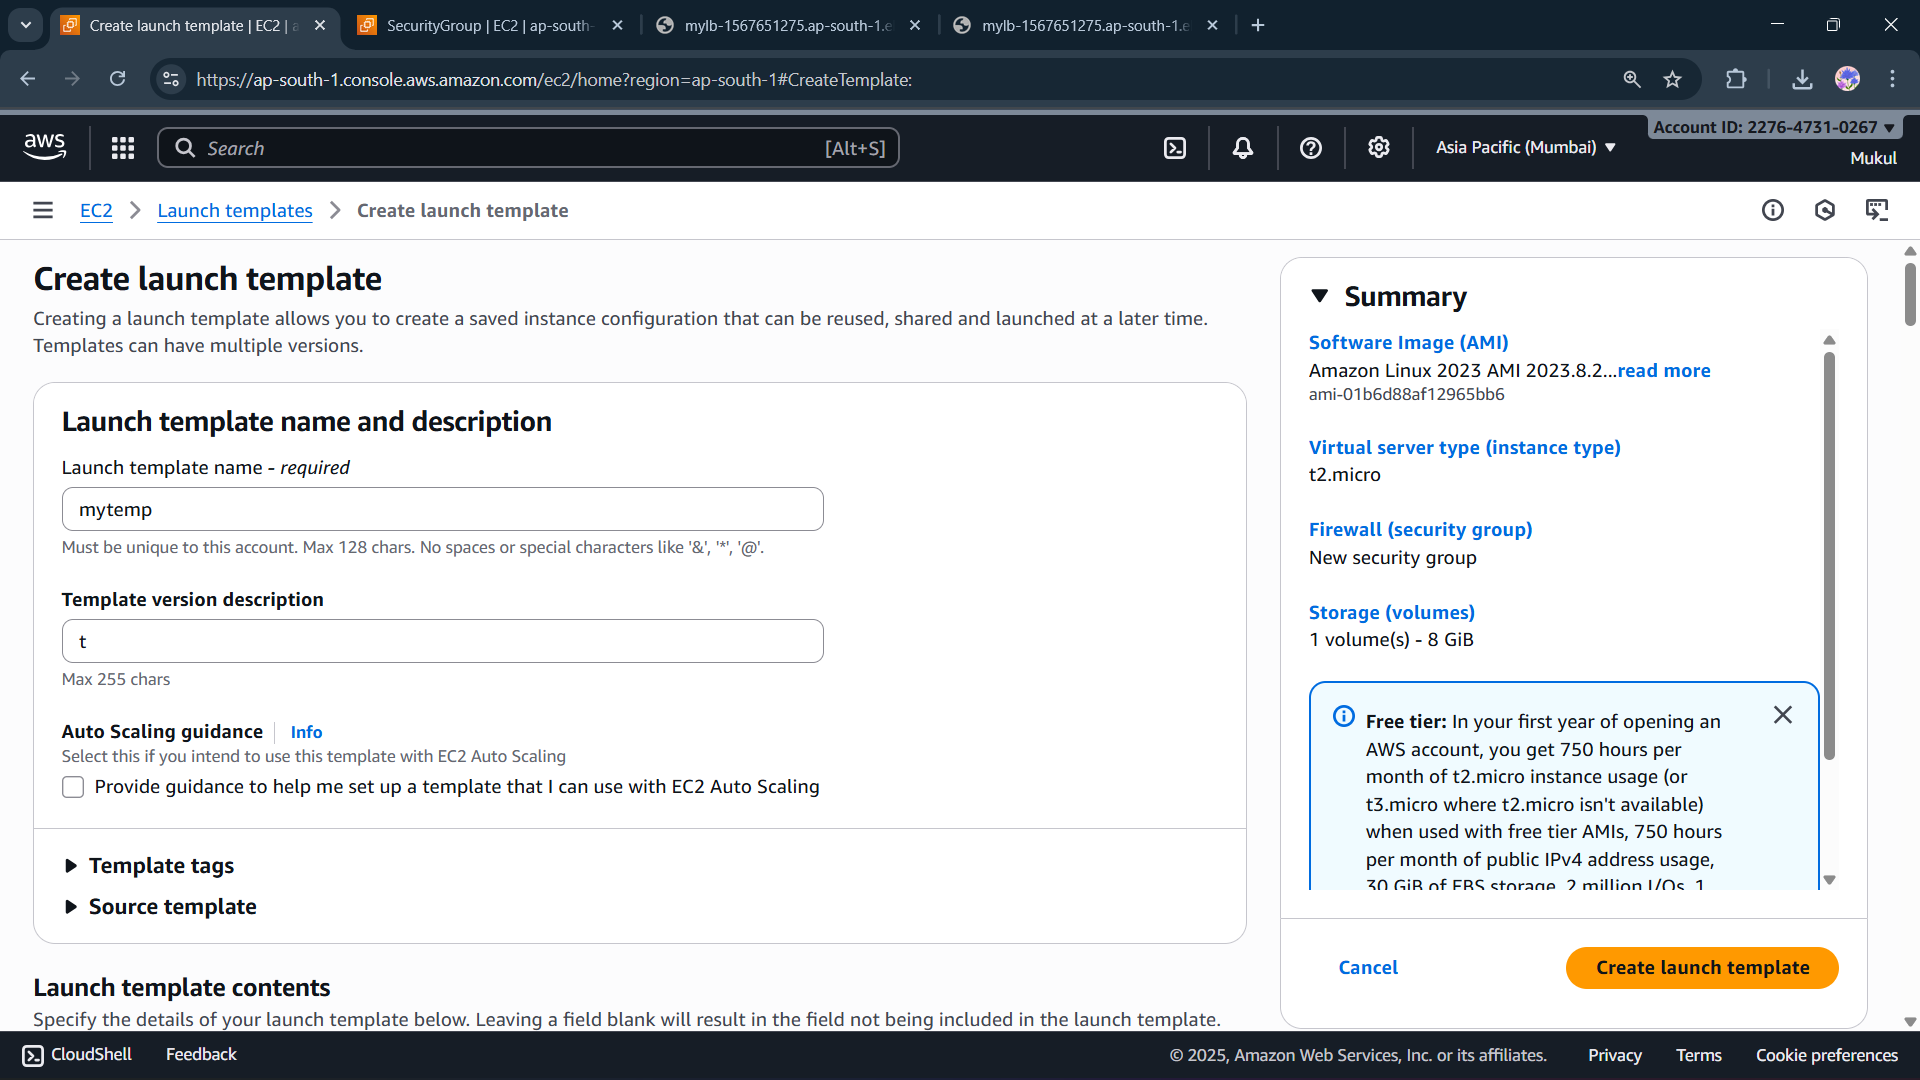 Create launch template | EC2 | a
SecurityGroup | EC2 | ap-south-
mylb-1567651275.ap-south-1.e
mylb-1567651275.ap-south-1.e
https://ap-south-1.console.aws.amazon.com/ec2/home?region=ap-south-1#CreateTemplate:
aws
Search
[Alt+S]
Asia Pacific (Mumbai)
Account ID: 2276-4731-0267
Mukul
EC2
Launch templates
Create launch template
Create launch template
Creating a launch template allows you to create a saved instance configuration that can be reused, shared and launched at a later time.
Templates can have multiple versions.
Launch template name and description
Launch template name - required
mytemp
Must be unique to this account. Max 128 chars. No spaces or special characters like '&', '*', '@'.
Template version description
t
Max 255 chars
Auto Scaling guidance
Info
Select this if you intend to use this template with EC2 Auto Scaling
Provide guidance to help me set up a template that I can use with EC2 Auto Scaling
Template tags
Source template
Launch template contents
Specify the details of your launch template below. Leaving a field blank will result in the field not being included in the launch template.
Summary
Software Image (AMI)
Amazon Linux 2023 AMI 2023.8.2...read more
ami-01b6d88af12965bb6
Virtual server type (instance type)
t2.micro
Firewall (security group)
New security group
Storage (volumes)
1 volume(s) - 8 GiB
Free tier: In your first year of opening an
AWS account, you get 750 hours per
month of t2.micro instance usage (or
t3.micro where t2.micro isn't available)
when used with free tier AMIs, 750 hours
per month of public IPv4 address usage,
30 GiB of EBS storage, 2 million I/Os, 1
Cancel
Create launch template
CloudShell
Feedback
© 2025, Amazon Web Services, Inc. or its affiliates.
Privacy
Terms
Cookie preferences